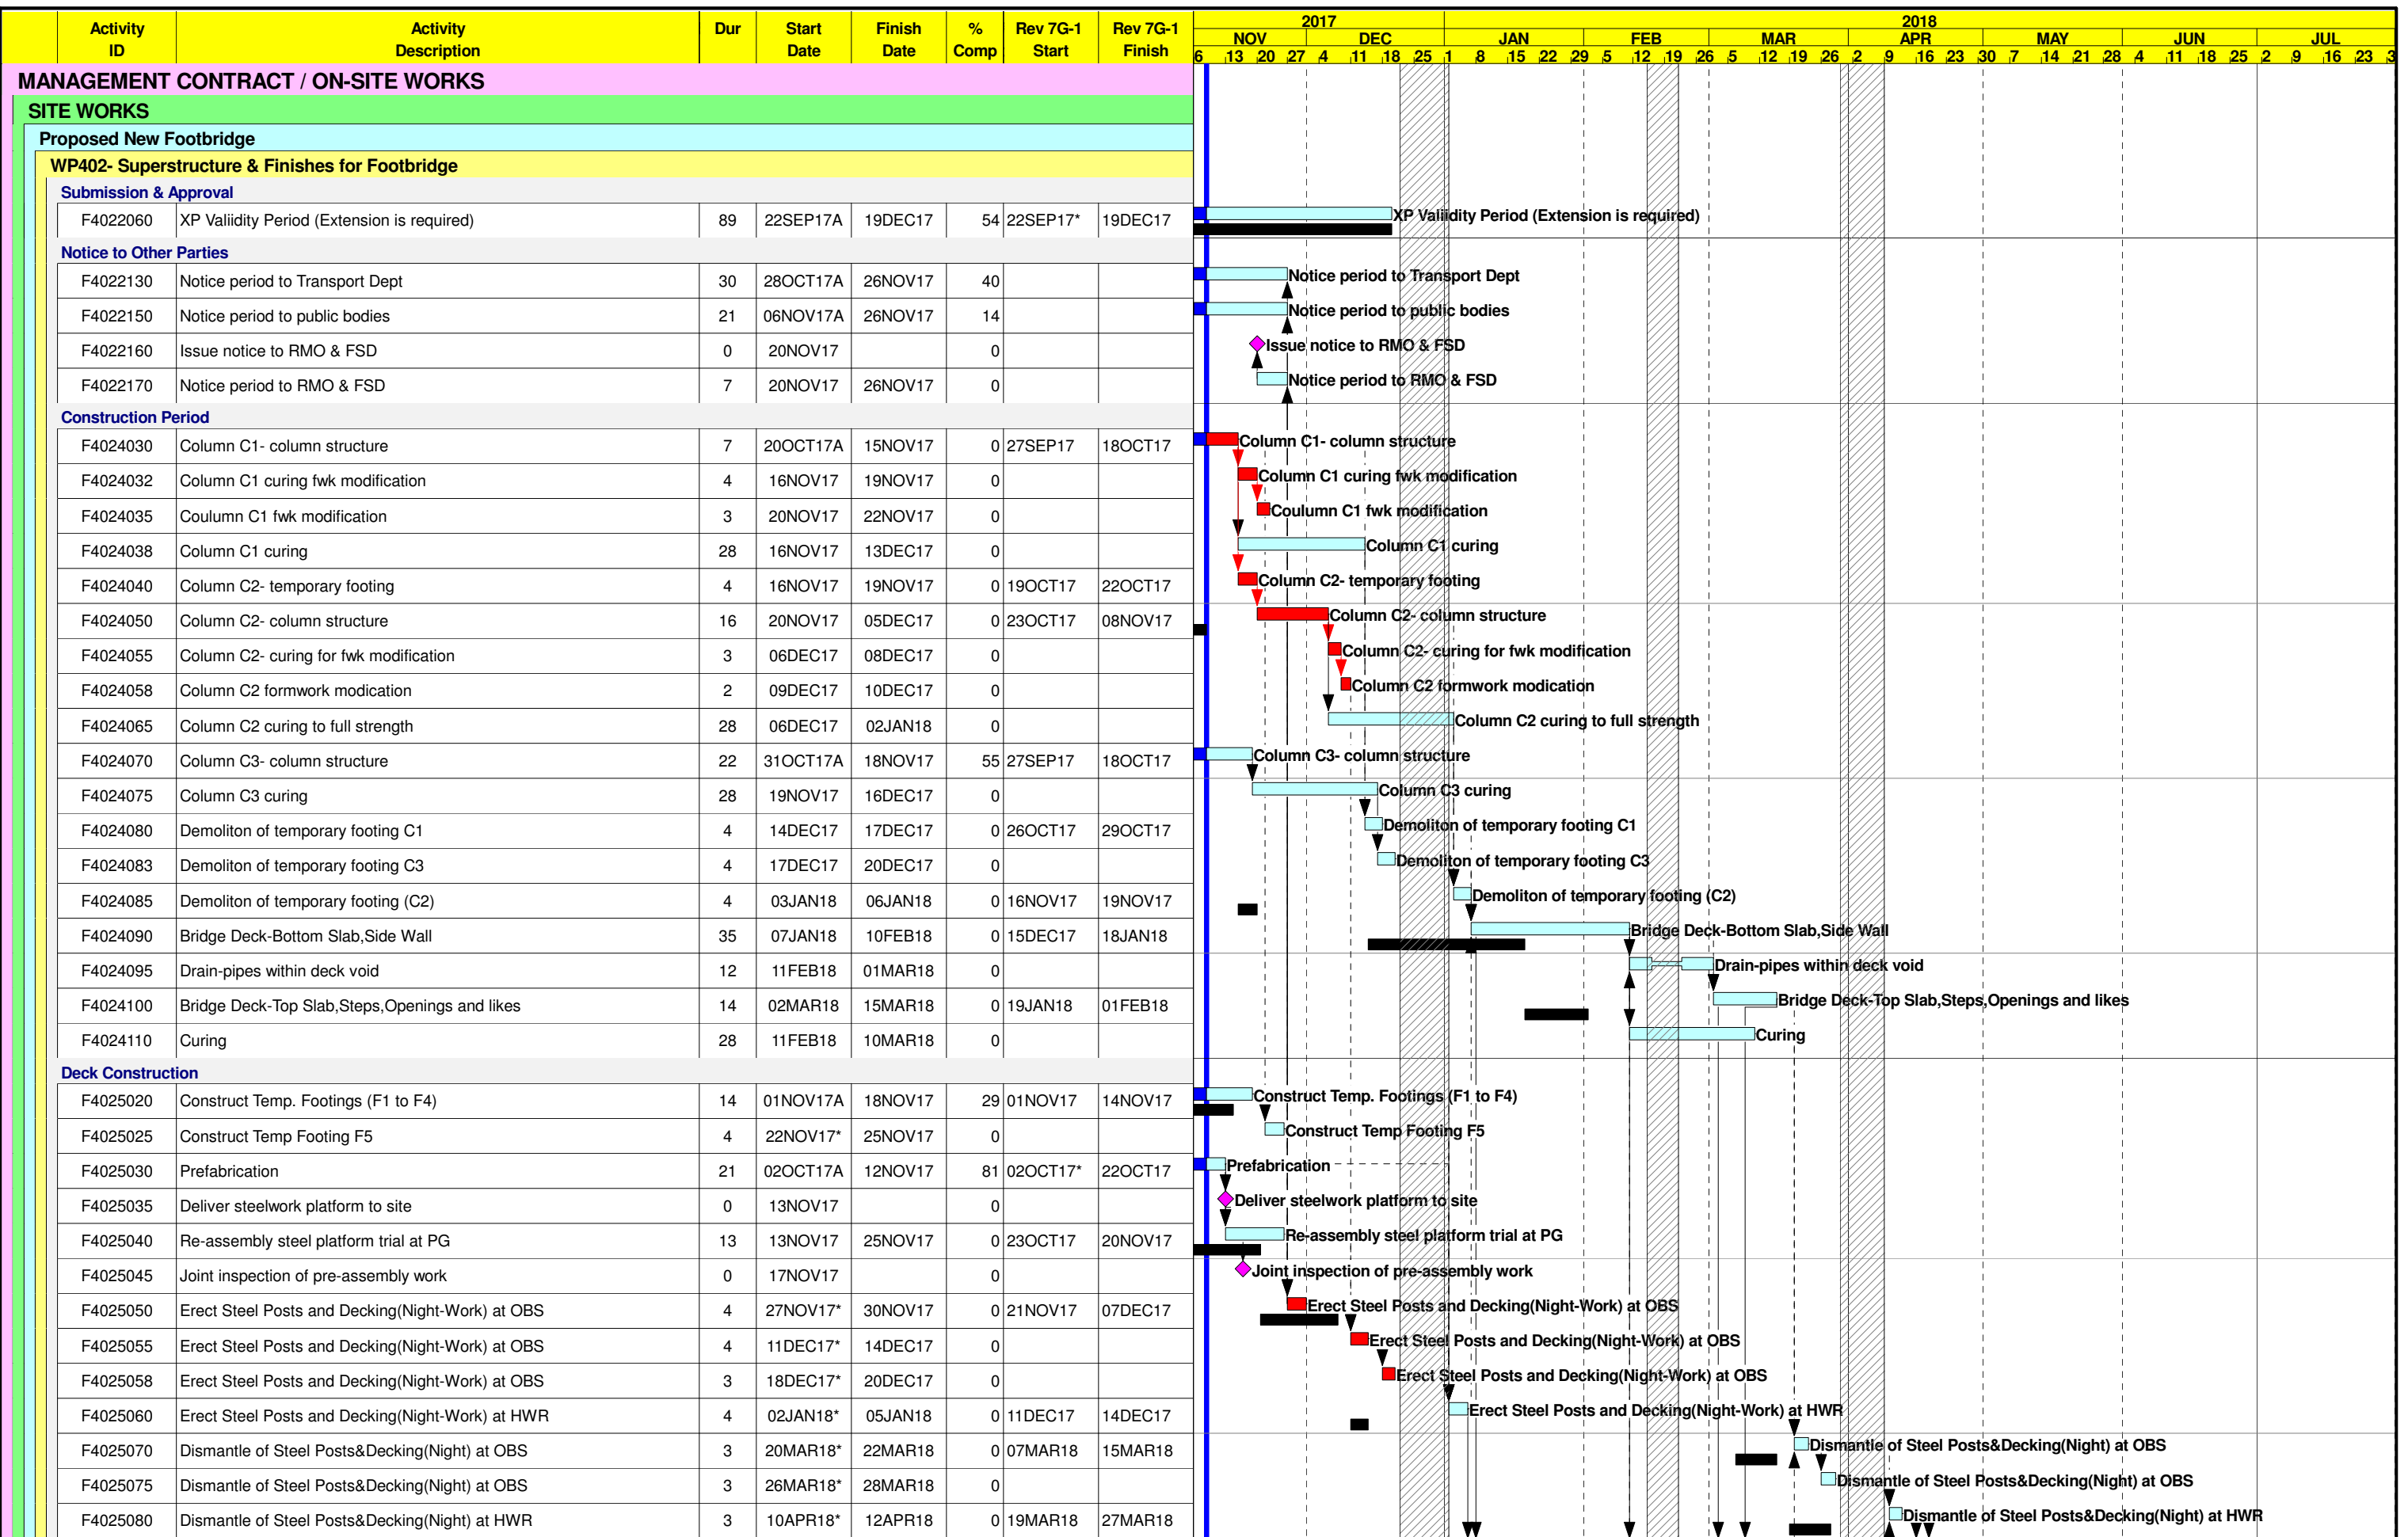 Activity ID Activity Description Dur Start Date Finish Date % Comp Rev 7G-1 Start Rev 7G-1 Finish
2017 2018
NOV DEC JAN FEB MAR APR MAY JUN JUL
6 13 20 27 4 11 18 25 1 8 15 22 29 5 12 19 26 5 12 19 26 2 9 16 23 30 7 14 21 28 4 11 18 25 2 9 16 23 3
MANAGEMENT CONTRACT / ON-SITE WORKS
SITE WORKS
Proposed New Footbridge
WP402- Superstructure & Finishes for Footbridge
Submission & Approval
F4022060 XP Valiidity Period (Extension is required) 89 22SEP17A 19DEC17 54 22SEP17* 19DEC17 XP Valiidity Period (Extension is required)
Notice to Other Parties
F4022130 Notice period to Transport Dept 30 28OCT17A 26NOV17 40 Notice period to Transport Dept
F4022150 Notice period to public bodies 21 06NOV17A 26NOV17 14 Notice period to public bodies
F4022160 Issue notice to RMO & FSD 0 20NOV17 0 Issue notice to RMO & FSD
F4022170 Notice period to RMO & FSD 7 20NOV17 26NOV17 0 Notice period to RMO & FSD
Construction Period
F4024030 Column C1- column structure 7 20OCT17A 15NOV17 0 27SEP17 18OCT17 Column C1- column structure
F4024032 Column C1 curing fwk modification 4 16NOV17 19NOV17 0 Column C1 curing fwk modification
F4024035 Coulumn C1 fwk modification 3 20NOV17 22NOV17 0 Coulumn C1 fwk modification
F4024038 Column C1 curing 28 16NOV17 13DEC17 0 Column C1 curing
F4024040 Column C2- temporary footing 4 16NOV17 19NOV17 0 19OCT17 22OCT17 Column C2- temporary footing
F4024050 Column C2- column structure 16 20NOV17 05DEC17 0 23OCT17 08NOV17 Column C2- column structure
F4024055 Column C2- curing for fwk modification 3 06DEC17 08DEC17 0 Column C2- curing for fwk modification
F4024058 Column C2 formwork modication 2 09DEC17 10DEC17 0 Column C2 formwork modication
F4024065 Column C2 curing to full strength 28 06DEC17 02JAN18 0 Column C2 curing to full strength
F4024070 Column C3- column structure 22 31OCT17A 18NOV17 55 27SEP17 18OCT17 Column C3- column structure
F4024075 Column C3 curing 28 19NOV17 16DEC17 0 Column C3 curing
F4024080 Demoliton of temporary footing C1 4 14DEC17 17DEC17 0 26OCT17 29OCT17 Demoliton of temporary footing C1
F4024083 Demoliton of temporary footing C3 4 17DEC17 20DEC17 0 Demoliton of temporary footing C3
F4024085 Demoliton of temporary footing (C2) 4 03JAN18 06JAN18 0 16NOV17 19NOV17 Demoliton of temporary footing (C2)
F4024090 Bridge Deck-Bottom Slab,Side Wall 35 07JAN18 10FEB18 0 15DEC17 18JAN18 Bridge Deck-Bottom Slab,Side Wall
F4024095 Drain-pipes within deck void 12 11FEB18 01MAR18 0 Drain-pipes within deck void
F4024100 Bridge Deck-Top Slab,Steps,Openings and likes 14 02MAR18 15MAR18 0 19JAN18 01FEB18 Bridge Deck-Top Slab,Steps,Openings and likes
F4024110 Curing 28 11FEB18 10MAR18 0 Curing
Deck Construction
F4025020 Construct Temp. Footings (F1 to F4) 14 01NOV17A 18NOV17 29 01NOV17 14NOV17 Construct Temp. Footings (F1 to F4)
F4025025 Construct Temp Footing F5 4 22NOV17* 25NOV17 0 Construct Temp Footing F5
F4025030 Prefabrication 21 02OCT17A 12NOV17 81 02OCT17* 22OCT17 Prefabrication
F4025035 Deliver steelwork platform to site 0 13NOV17 0 Deliver steelwork platform to site
F4025040 Re-assembly steel platform trial at PG 13 13NOV17 25NOV17 0 23OCT17 20NOV17 Re-assembly steel platform trial at PG
F4025045 Joint inspection of pre-assembly work 0 17NOV17 0 Joint inspection of pre-assembly work
F4025050 Erect Steel Posts and Decking(Night-Work) at OBS 4 27NOV17* 30NOV17 0 21NOV17 07DEC17 Erect Steel Posts and Decking(Night-Work) at OBS
F4025055 Erect Steel Posts and Decking(Night-Work) at OBS 4 11DEC17* 14DEC17 0 Erect Steel Posts and Decking(Night-Work) at OBS
F4025058 Erect Steel Posts and Decking(Night-Work) at OBS 3 18DEC17* 20DEC17 0 Erect Steel Posts and Decking(Night-Work) at OBS
F4025060 Erect Steel Posts and Decking(Night-Work) at HWR 4 02JAN18* 05JAN18 0 11DEC17 14DEC17 Erect Steel Posts and Decking(Night-Work) at HWR
F4025070 Dismantle of Steel Posts&Decking(Night) at OBS 3 20MAR18* 22MAR18 0 07MAR18 15MAR18 Dismantle of Steel Posts&Decking(Night) at OBS
F4025075 Dismantle of Steel Posts&Decking(Night) at OBS 3 26MAR18* 28MAR18 0 Dismantle of Steel Posts&Decking(Night) at OBS
F4025080 Dismantle of Steel Posts&Decking(Night) at HWR 3 10APR18* 12APR18 0 19MAR18 27MAR18 Dismantle of Steel Posts&Decking(Night) at HWR